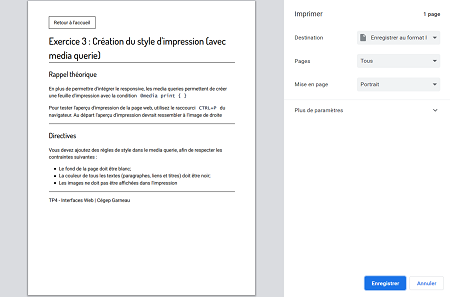 Retour à l'accueil
Exercice 3 : Création du style d'impression (avec
media querie)
Rappel théorique
En plus de permettre d'intégrer le responsive, les media queries permettent de créer
une feuille d'impression avec la condition @media print { }
Pour tester l'aperçu d'impression de la page web, utilisez le raccourci CTRL+P du
navigateur. Au départ l'aperçu d'impression devrait ressembler à l'image de droite
Directives
Vous devez ajoutez des règles de style dans le media querie, afin de respecter les
contraintes suivantes :
Le fond de la page doit être blanc;
La couleur de tous les textes (paragraphes, liens et titres) doit être noir;
Les images ne doit pas être affichées dans l'impression
TP4 - Interfaces Web | Cégep Garneau
Imprimer
1 page
Destination
Enregistrer au format
Pages
Tous
Mise en page
Portrait
Plus de paramètres
Enregistrer
Annuler